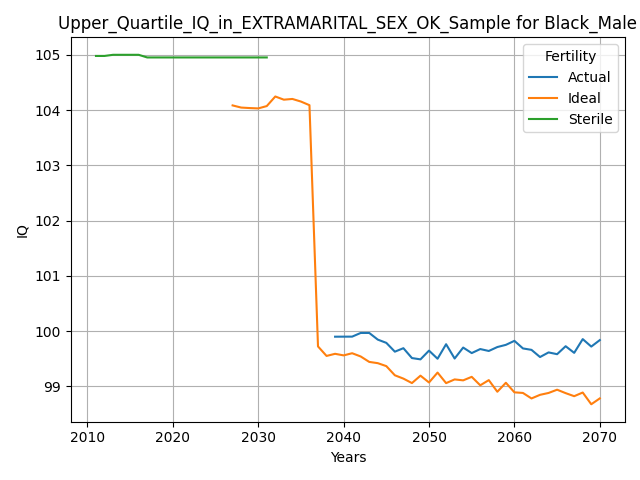 Upper_Quartile_IQ_in_EXTRAMARITAL_SEX_OK_Sample for Black_Male
Fertility
Actual
Ideal
Sterile
105
104
103
102
101
100
99
IQ
2010 2020 2030 2040 2050 2060 2070
Years